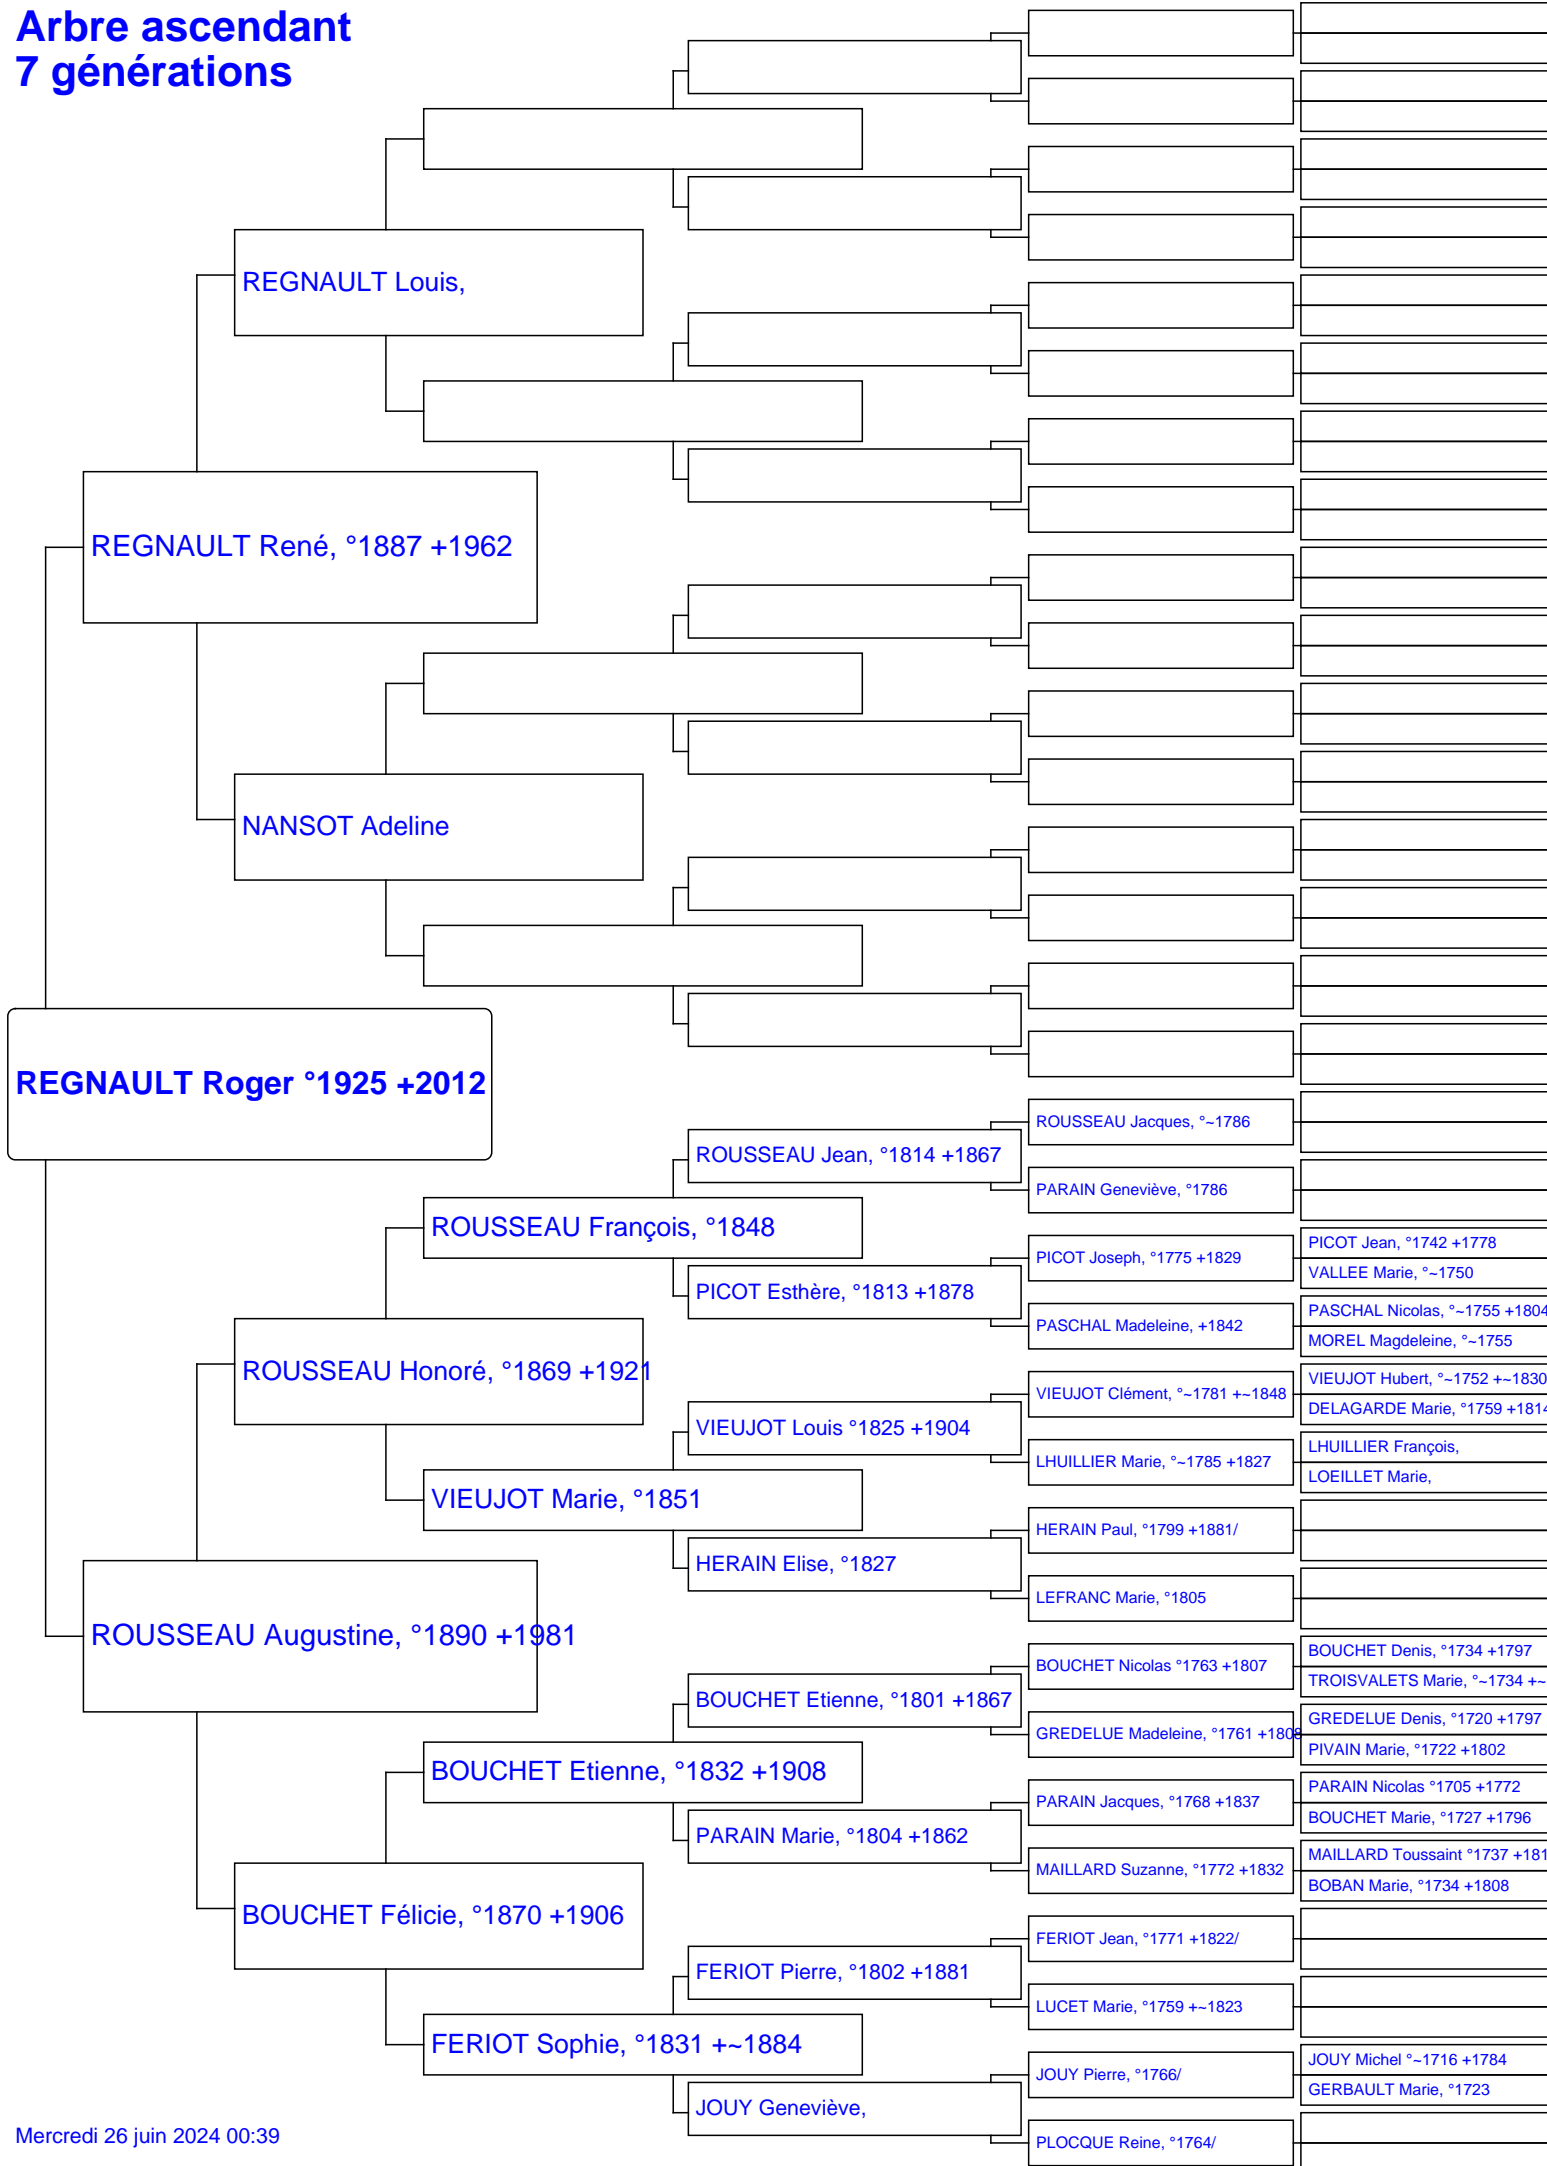 Arbre ascendant
7 générations
REGNAULT Louis,
REGNAULT René, °1887 +1962
NANSOT Adeline
REGNAULT Roger °1925 +2012
ROUSSEAU Jacques, °~1786
ROUSSEAU Jean, °1814 +1867
PARAIN Geneviève, °1786
ROUSSEAU François, °1848
PICOT Jean, °1742 +1778
PICOT Joseph, °1775 +1829
VALLEE Marie, °~1750
PICOT Esthère, °1813 +1878
PASCHAL Nicolas, °~1755 +1804
PASCHAL Madeleine, +1842
MOREL Magdeleine, °~1755
ROUSSEAU Honoré, °1869 +1921
VIEUJOT Hubert, °~1752 +~1830
VIEUJOT Clément, °~1781 +~1848
DELAGARDE Marie, °1759 +1814
VIEUJOT Louis °1825 +1904
LHUILLIER François,
LHUILLIER Marie, °~1785 +1827
LOEILLET Marie,
VIEUJOT Marie, °1851
HERAIN Paul, °1799 +1881/
HERAIN Elise, °1827
LEFRANC Marie, °1805
ROUSSEAU Augustine, °1890 +1981
BOUCHET Denis, °1734 +1797
BOUCHET Nicolas °1763 +1807
TROISVALETS Marie, °~1734 +~
BOUCHET Etienne, °1801 +1867
GREDELUE Denis, °1720 +1797
GREDELUE Madeleine, °1761 +1808
PIVAIN Marie, °1722 +1802
BOUCHET Etienne, °1832 +1908
PARAIN Nicolas °1705 +1772
PARAIN Jacques, °1768 +1837
BOUCHET Marie, °1727 +1796
PARAIN Marie, °1804 +1862
MAILLARD Toussaint °1737 +181
MAILLARD Suzanne, °1772 +1832
BOBAN Marie, °1734 +1808
BOUCHET Félicie, °1870 +1906
FERIOT Jean, °1771 +1822/
FERIOT Pierre, °1802 +1881
LUCET Marie, °1759 +~1823
FERIOT Sophie, °1831 +~1884
JOUY Michel °~1716 +1784
JOUY Pierre, °1766/
GERBAULT Marie, °1723
JOUY Geneviève,
PLOCQUE Reine, °1764/
Mercredi 26 juin 2024 00:39